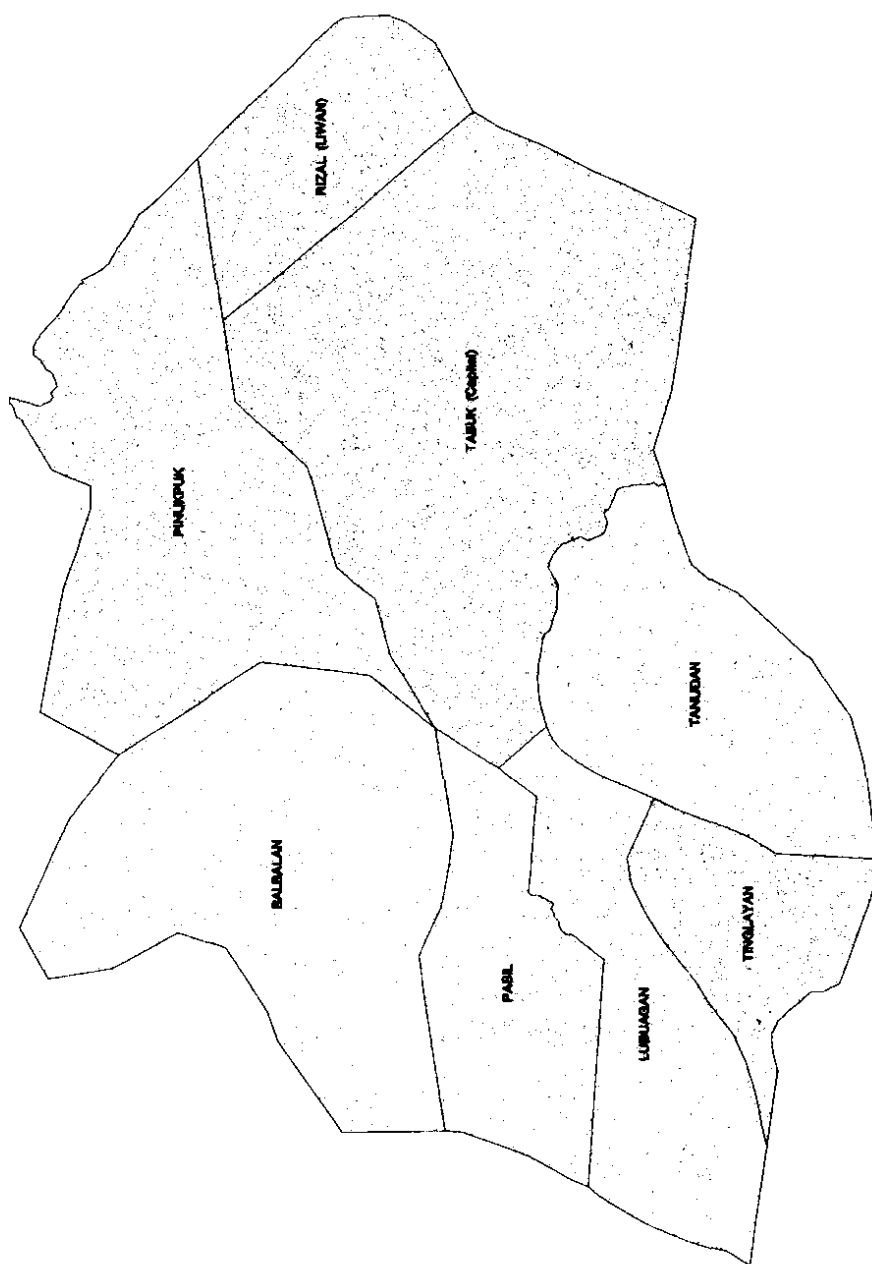 BALBALAN
PINUKPUK
RIZAL (LIWAN)
PASIL
TABUK (Capital)
LUBUAGAN
TANUDAN
TINGLAYAN